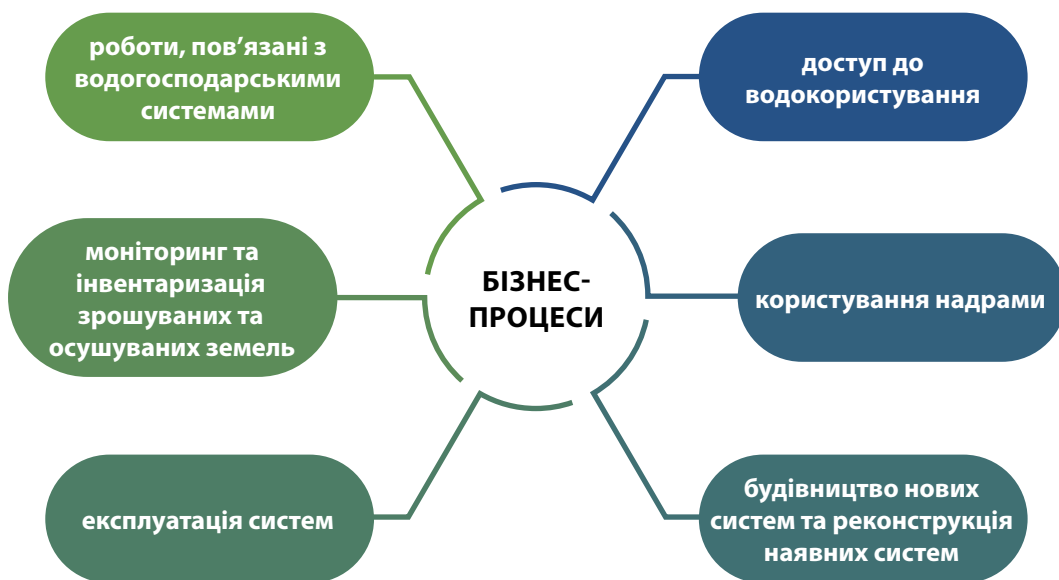 роботи, пов’язані з
водогосподарськими
системами
доступ до
водокористування
моніторинг та
інвентаризація
зрошуваних та
осушуваних земель
БІЗНЕС-
ПРОЦЕСИ
користування надрами
експлуатація систем
будівництво нових
систем та реконструкція
наявних систем